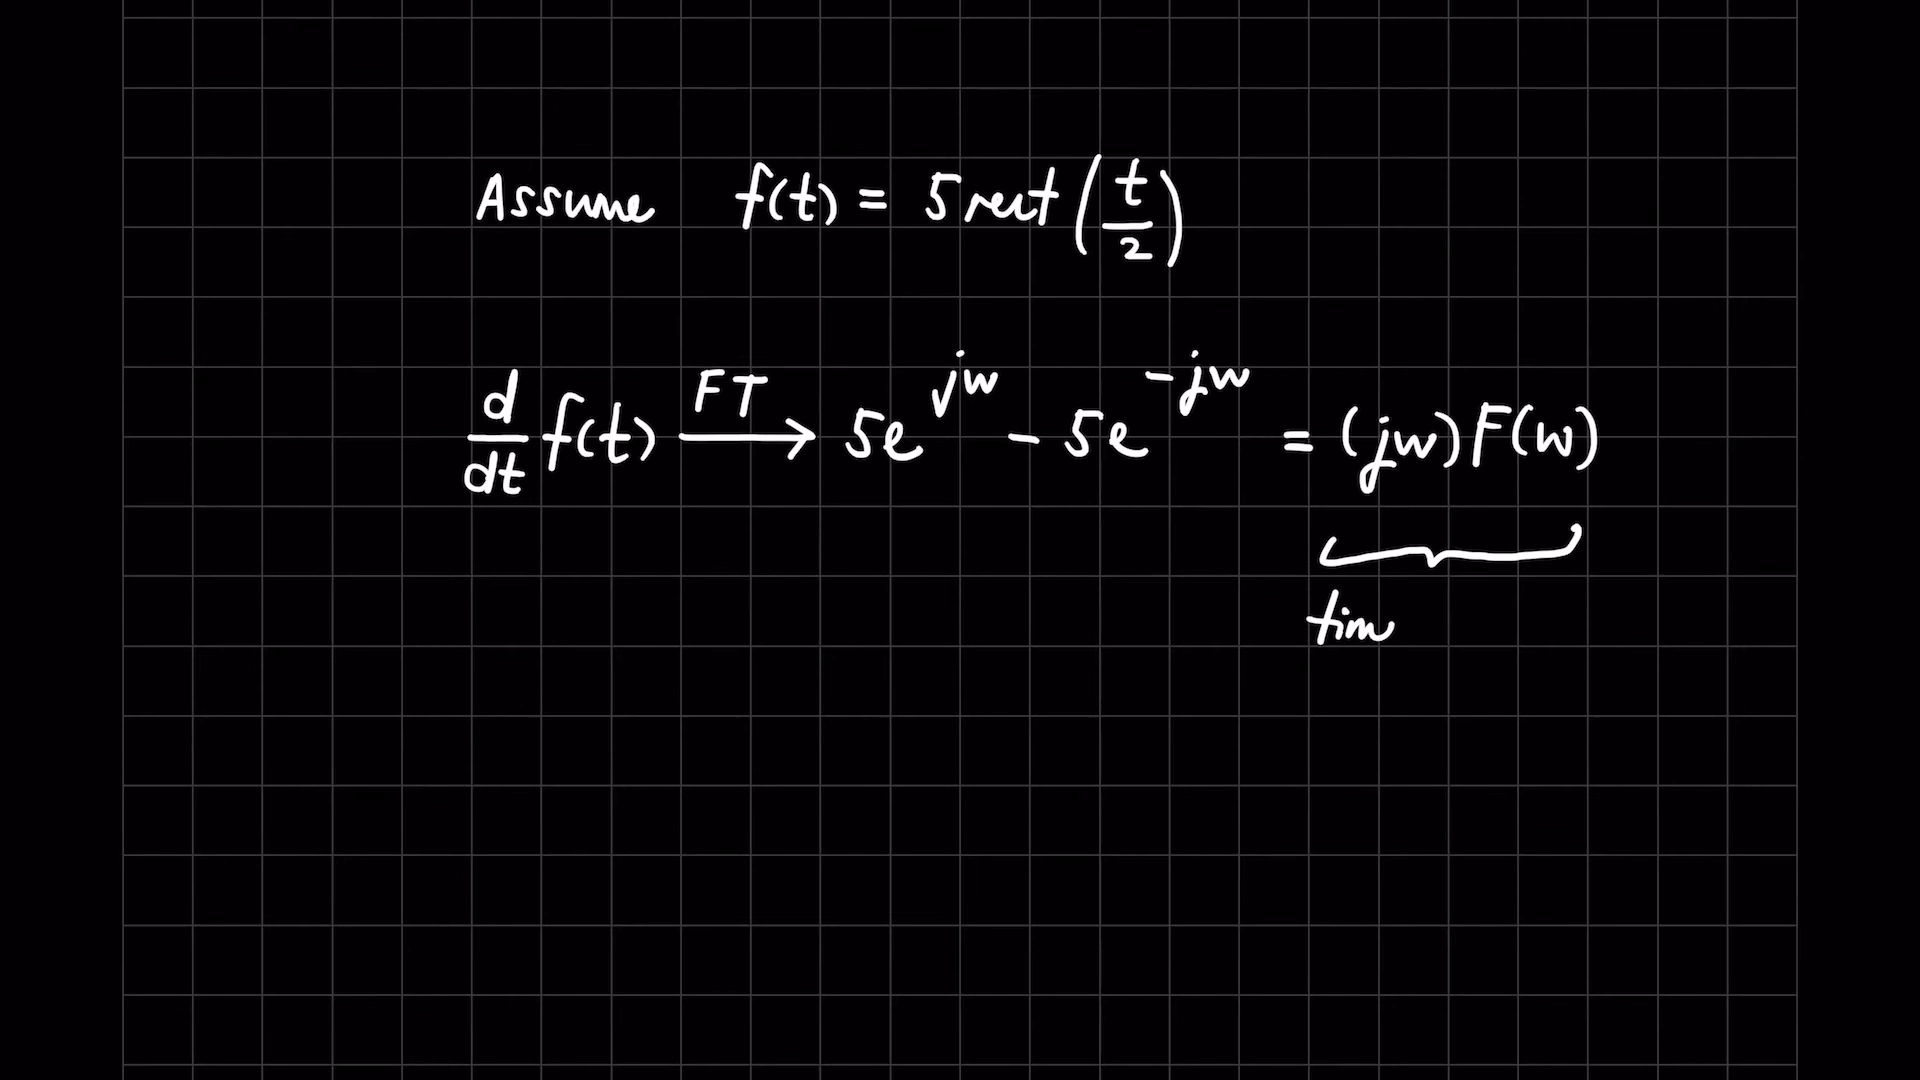 Assume f(t) = 5 rect (t/2)
d/dt f(t) FT→ 5e^jw - 5e^-jw = (jw) F(w)
tim